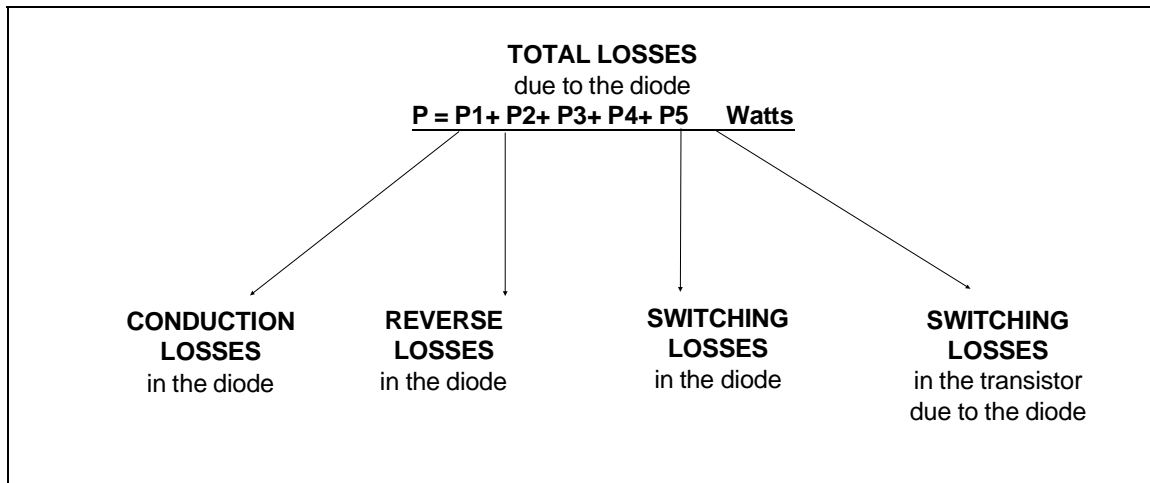 TOTAL LOSSES
due to the diode
P = P1+ P2+ P3+ P4+ P5 Watts
CONDUCTION
LOSSES
in the diode
REVERSE
LOSSES
in the diode
SWITCHING
LOSSES
in the diode
SWITCHING
LOSSES
in the transistor
due to the diode